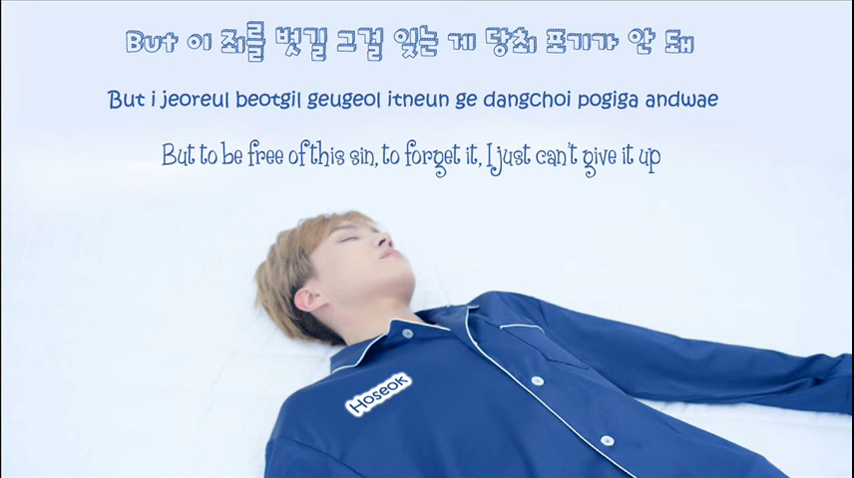 But 이 죄를 벗길 그걸 잊는 게 당최 포기가 안 돼
But i jeoreul beotgil geugeol itneun ge dangchoi pogiga andwae
But to be free of this sin, to forget it, I just can't give it up
Hoseok